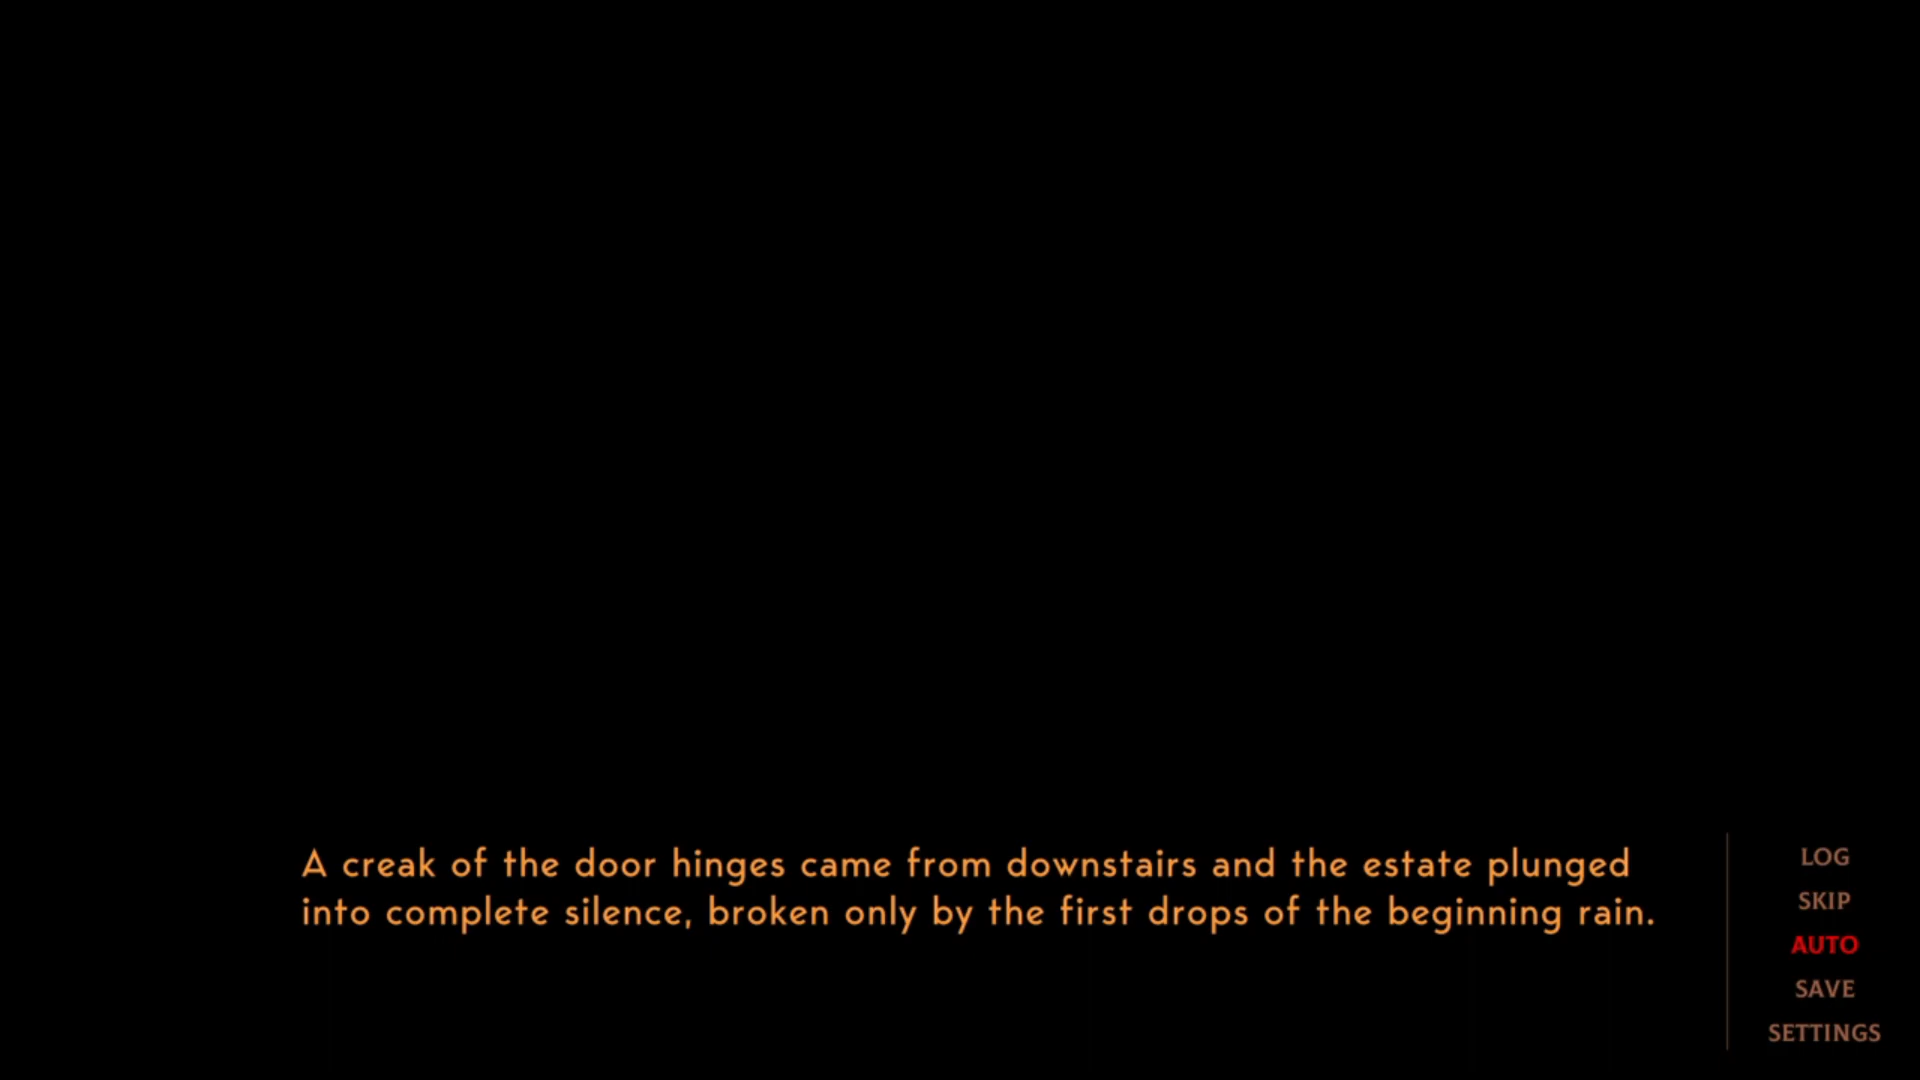 A creak of the door hinges came from downstairs and the estate plunged
into complete silence, broken only by the first drops of the beginning rain.
LOG
SKIP
AUTO
SAVE
SETTINGS